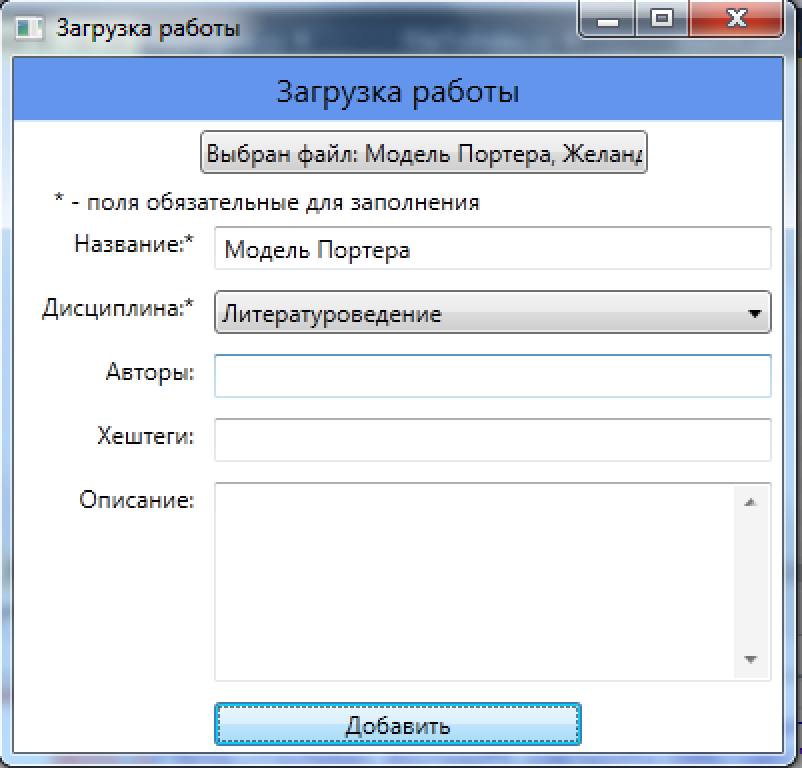 Загрузка работы
Загрузка работы
Выбран файл: Модель Портера, Желанд
* - поля обязательные для заполнения
Название:* Модель Портера
Дисциплина:* Литературоведение
Авторы:
Хештеги:
Описание:
Добавить